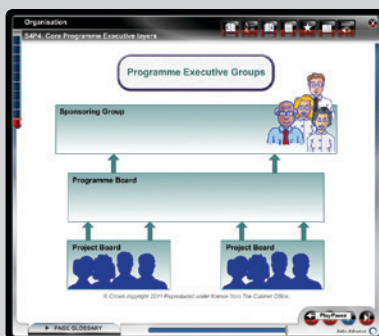 Organisation
S4P4: Core Programme Executive layers
Programme Executive Groups
Sponsoring Group
Programme Board
Project Board
Project Board
© Crown copyright 2011 Reproduced under licence from The Cabinet Office.
Play/Pause
PAGE GLOSSARY
Auto Advance